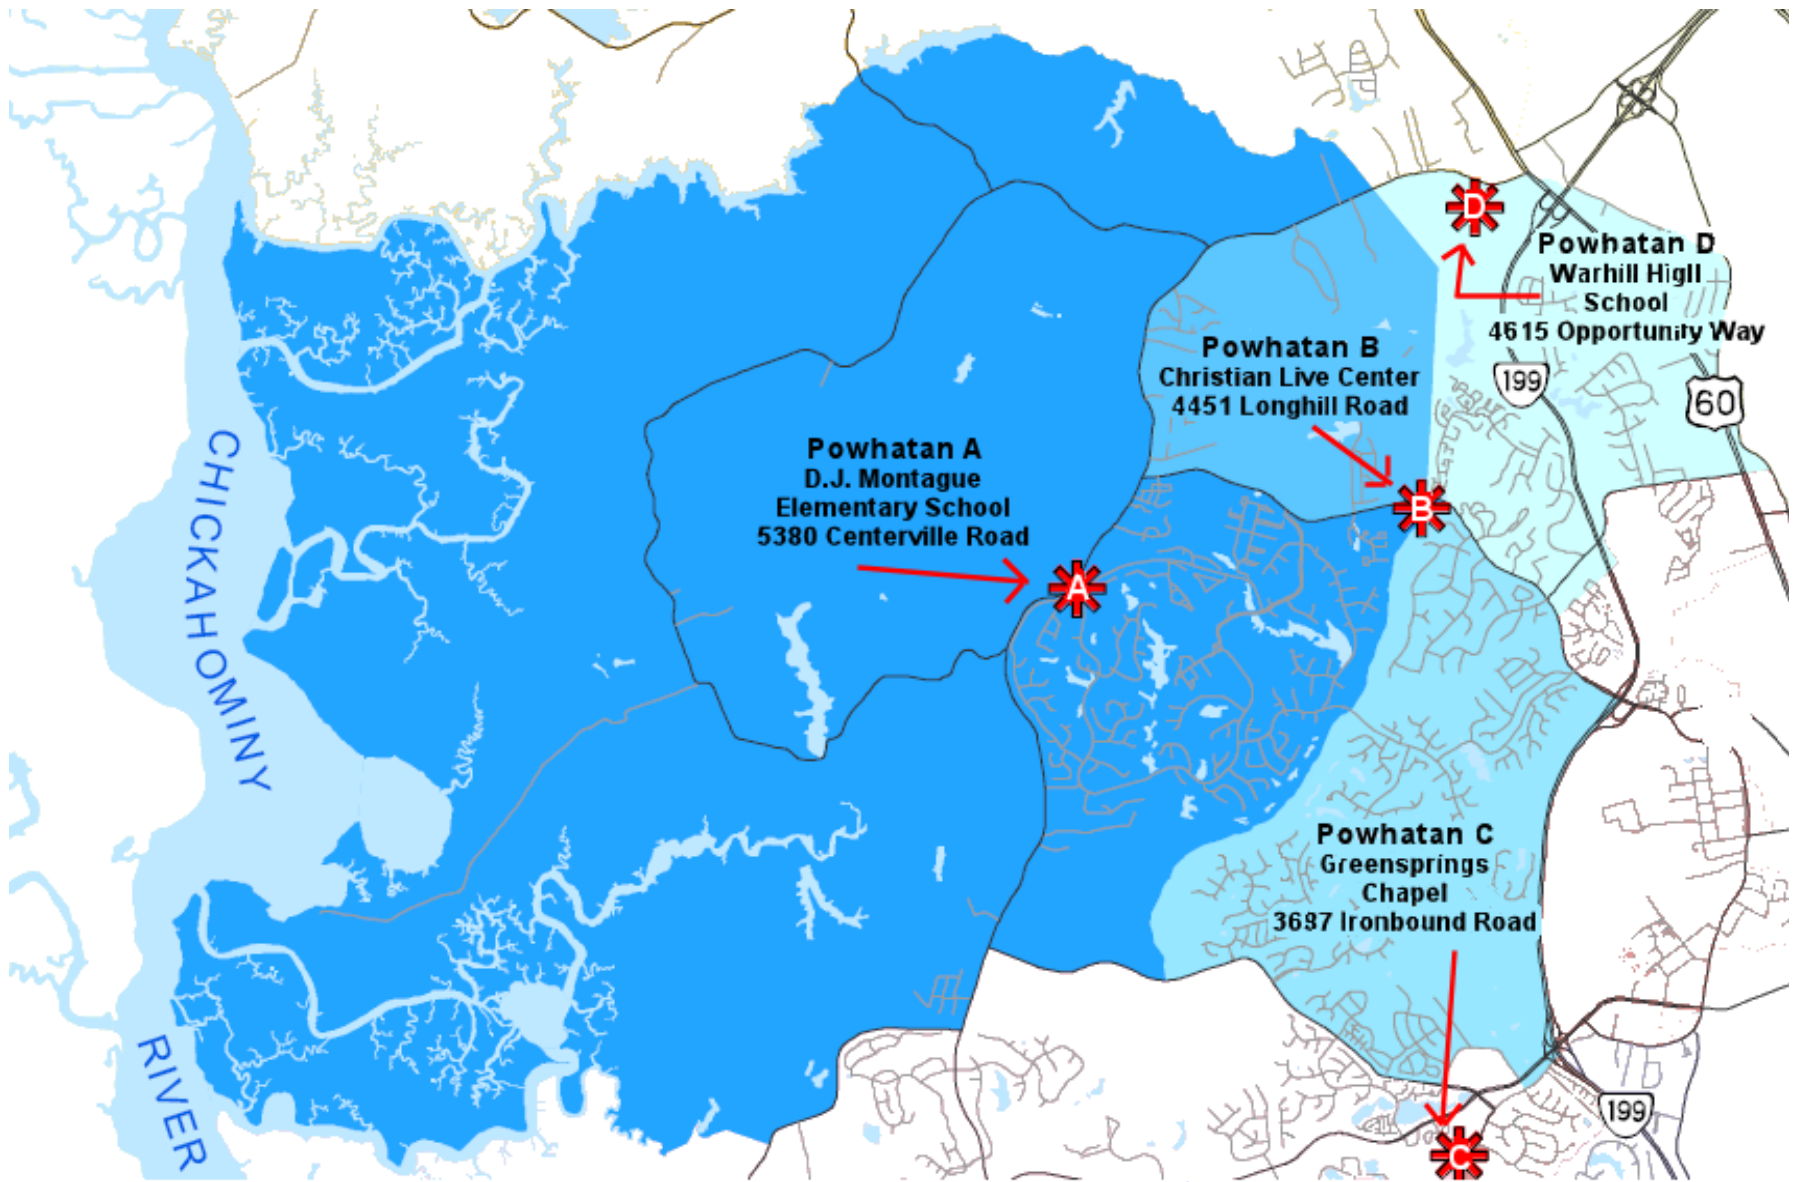 D
Powhatan D
Warhill High
School
4615 Opportunity Way
199
60
Powhatan B
Christian Live Center
4451 Longhill Road
B
Powhatan A
D.J. Montague
Elementary School
5380 Centerville Road
A
CHICKAHOMINY
RIVER
Powhatan C
Greensprings
Chapel
3687 Ironbound Road
199
C